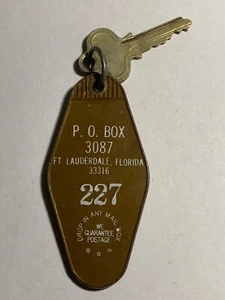 P. O. BOX
3087
FT. LAUDERDALE, FLORIDA
33316
227
DROP IN ANY MAIL BOX
WE
GUARANTEE
POSTAGE